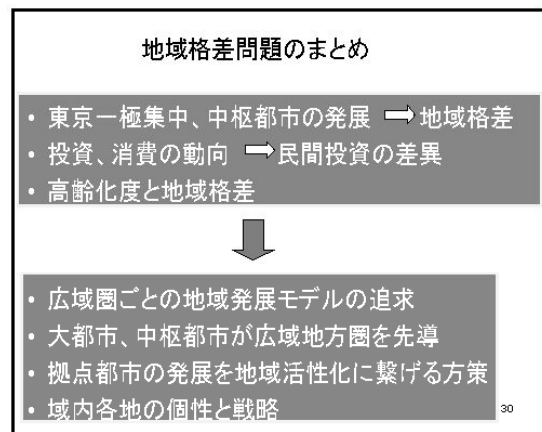 地域格差問題のまとめ
• 東京一極集中、中枢都市の発展 ⇨地域格差
• 投資、消費の動向 ⇨民間投資の差異
• 高齢化度と地域格差
• 広域圏ごとの地域発展モデルの追求
• 大都市、中枢都市が広域地方圏を先導
• 拠点都市の発展を地域活性化に繋げる方策
• 域内各地の個性と戦略
30